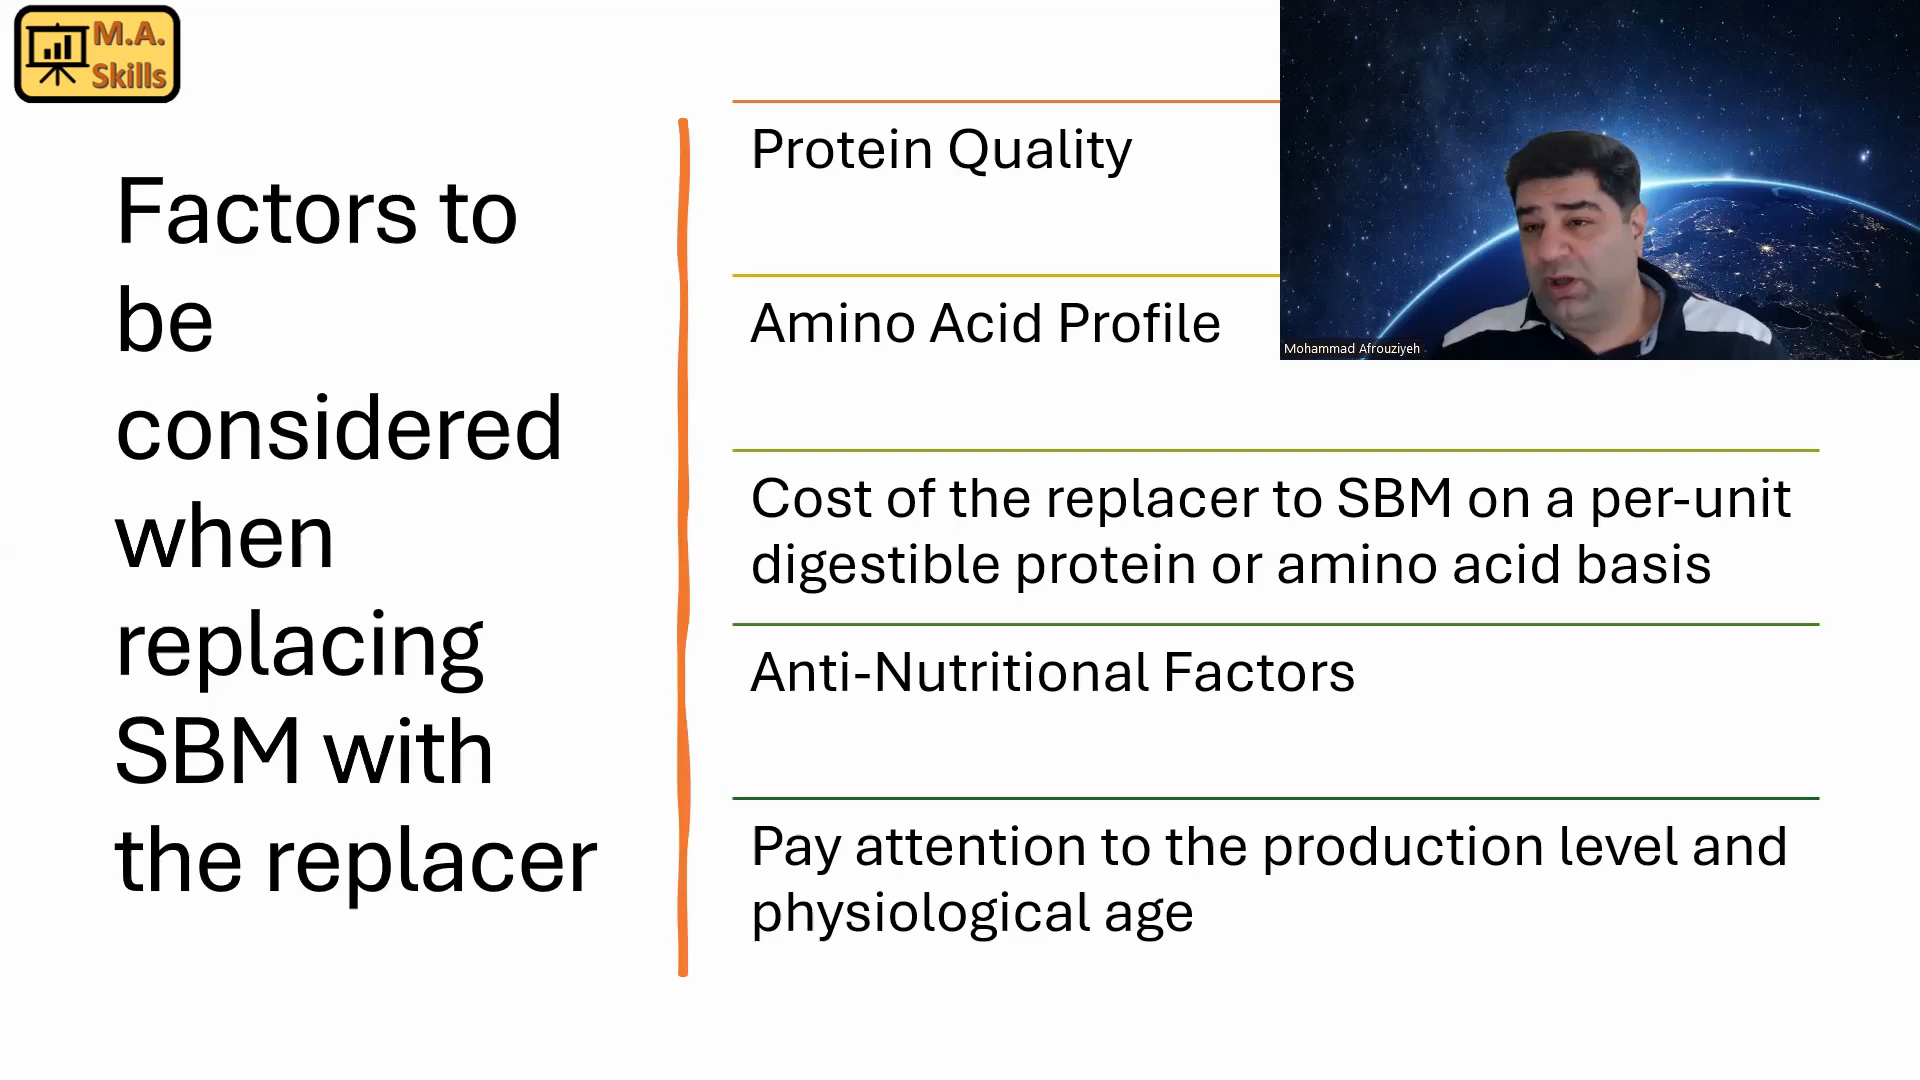 M.A.
Skills
Factors to
be
considered
when
replacing
SBM with
the replacer
Protein Quality
Amino Acid Profile
Cost of the replacer to SBM on a per-unit
digestible protein or amino acid basis
Anti-Nutritional Factors
Pay attention to the production level and
physiological age
Mohammad Afrouziyeh